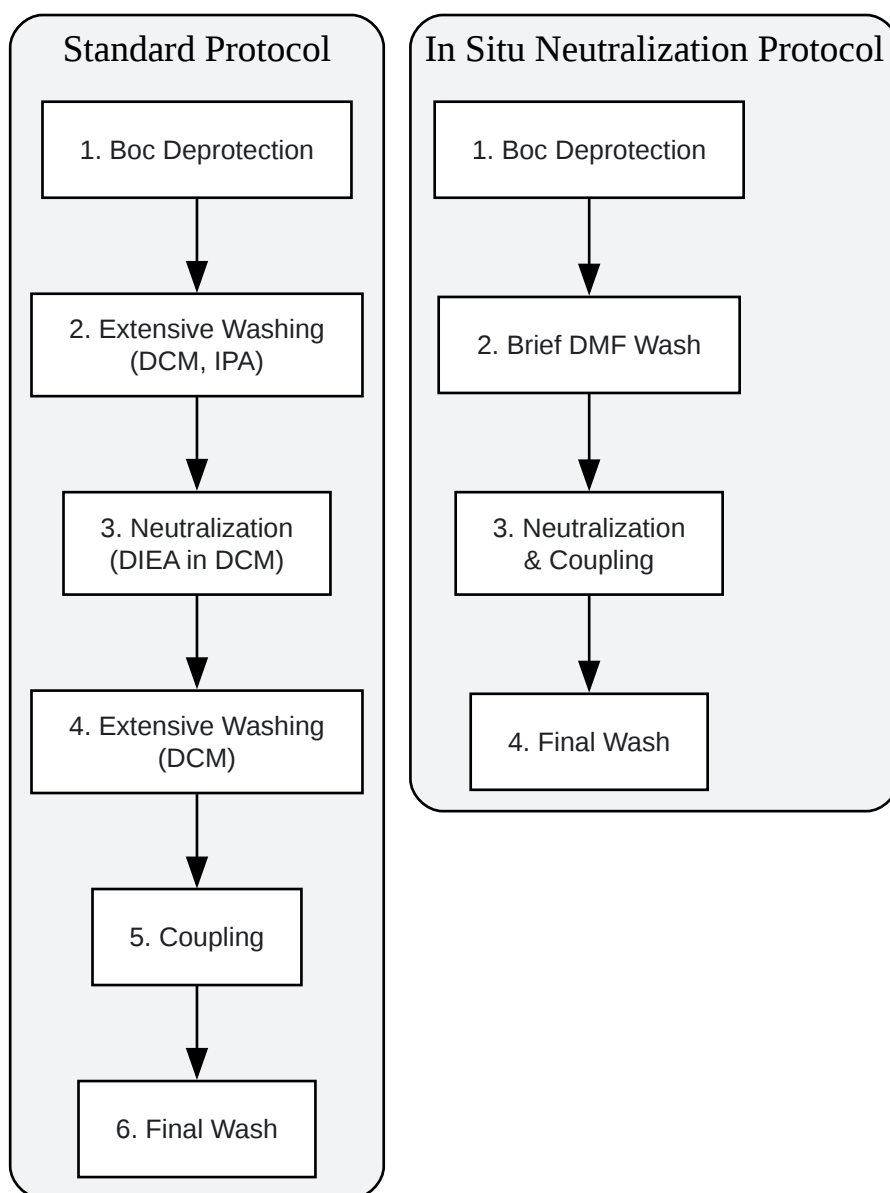 Standard Protocol
1. Boc Deprotection
2. Extensive Washing
(DCM, IPA)
3. Neutralization
(DIEA in DCM)
4. Extensive Washing
(DCM)
5. Coupling
6. Final Wash
In Situ Neutralization Protocol
1. Boc Deprotection
2. Brief DMF Wash
3. Neutralization
& Coupling
4. Final Wash